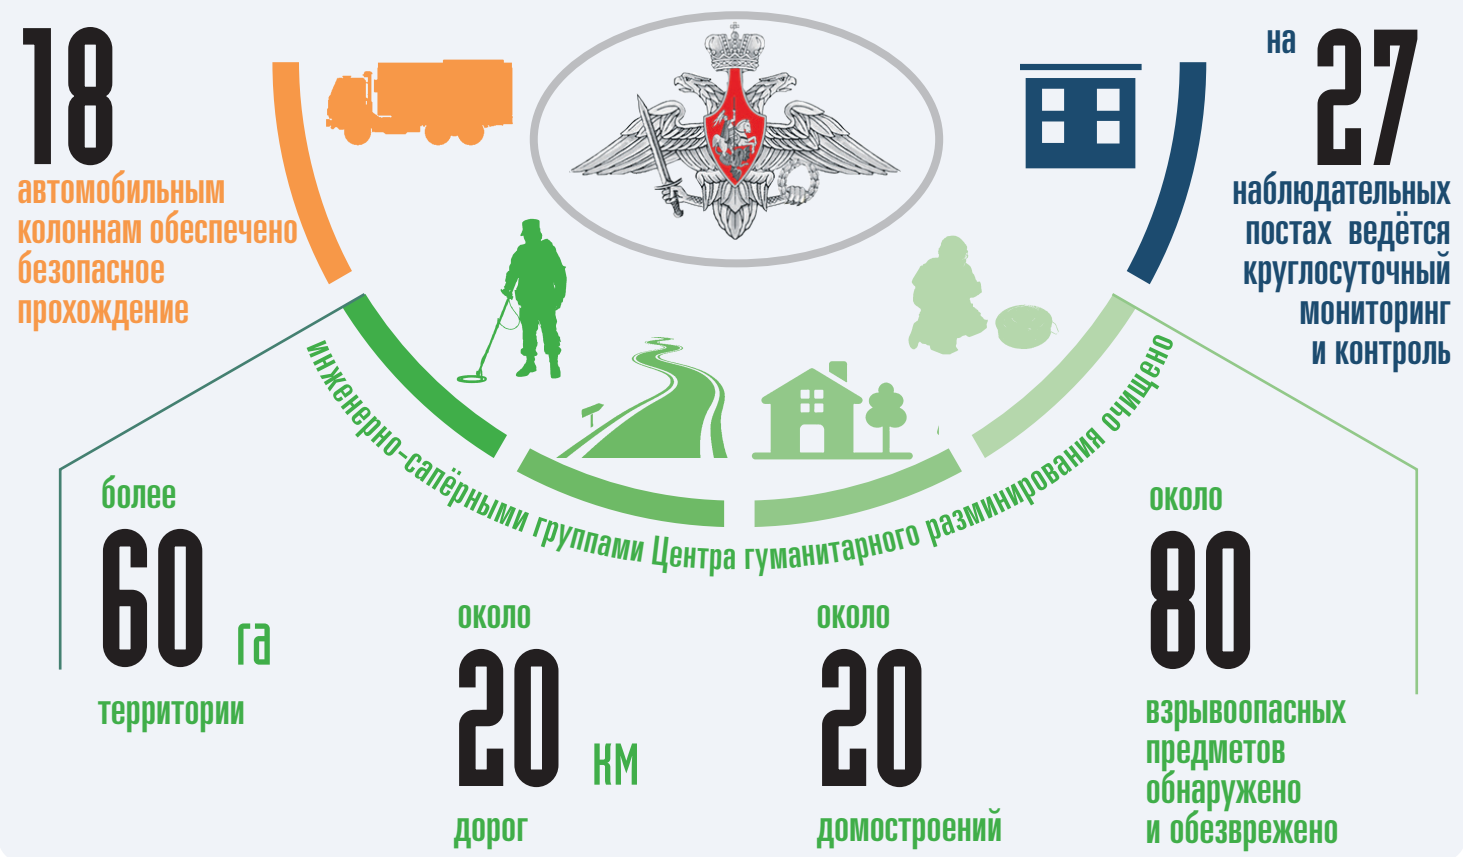 18
автомобильным
колоннам обеспечено
безопасное
прохождение
на 27
наблюдательных
постах ведётся
круглосуточный
мониторинг
и контроль
инженерно-сапёрными группами Центра гуманитарного разминирования очищено
более
60 га
территории
около
20 км
дорог
около
20
домостроений
около
80
взрывоопасных
предметов
обнаружено
и обезврежено